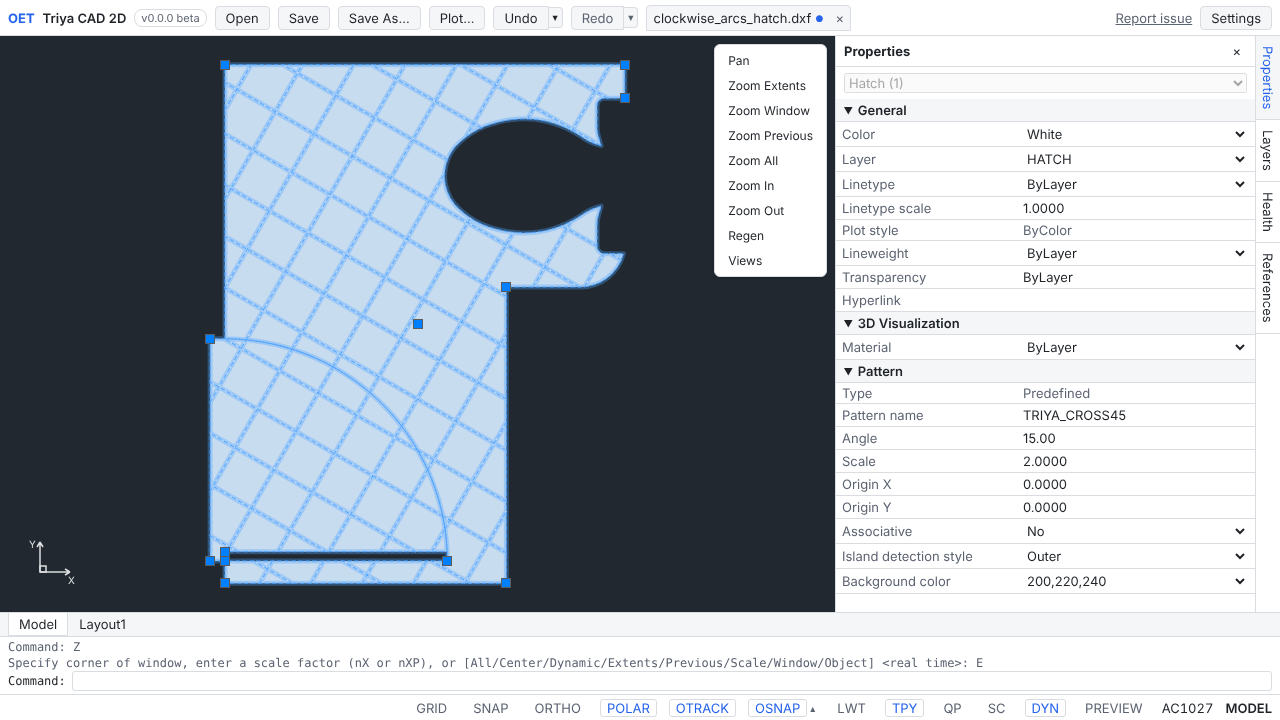 OET Triya CAD 2D v0.0.0 beta Open Save Save As... Plot... Undo ▾ Redo ▾ clockwise_arcs_hatch.dxf ● × Report issue Settings
Pan
Zoom Extents
Zoom Window
Zoom Previous
Zoom All
Zoom In
Zoom Out
Regen
Views
Y
X
Properties ×
Hatch (1)
▼ General
Color White
Layer HATCH
Linetype ByLayer
Linetype scale 1.0000
Plot style ByColor
Lineweight ByLayer
Transparency ByLayer
Hyperlink
▼ 3D Visualization
Material ByLayer
▼ Pattern
Type Predefined
Pattern name TRIYA_CROSS45
Angle 15.00
Scale 2.0000
Origin X 0.0000
Origin Y 0.0000
Associative No
Island detection style Outer
Background color 200,220,240
Properties
Layers
Health
References
Model Layout1
Command: Z
Specify corner of window, enter a scale factor (nX or nXP), or [All/Center/Dynamic/Extents/Previous/Scale/Window/Object] <real time>: E
Command:
GRID SNAP ORTHO POLAR OTRACK OSNAP ▴ LWT TPY QP SC DYN PREVIEW AC1027 MODEL